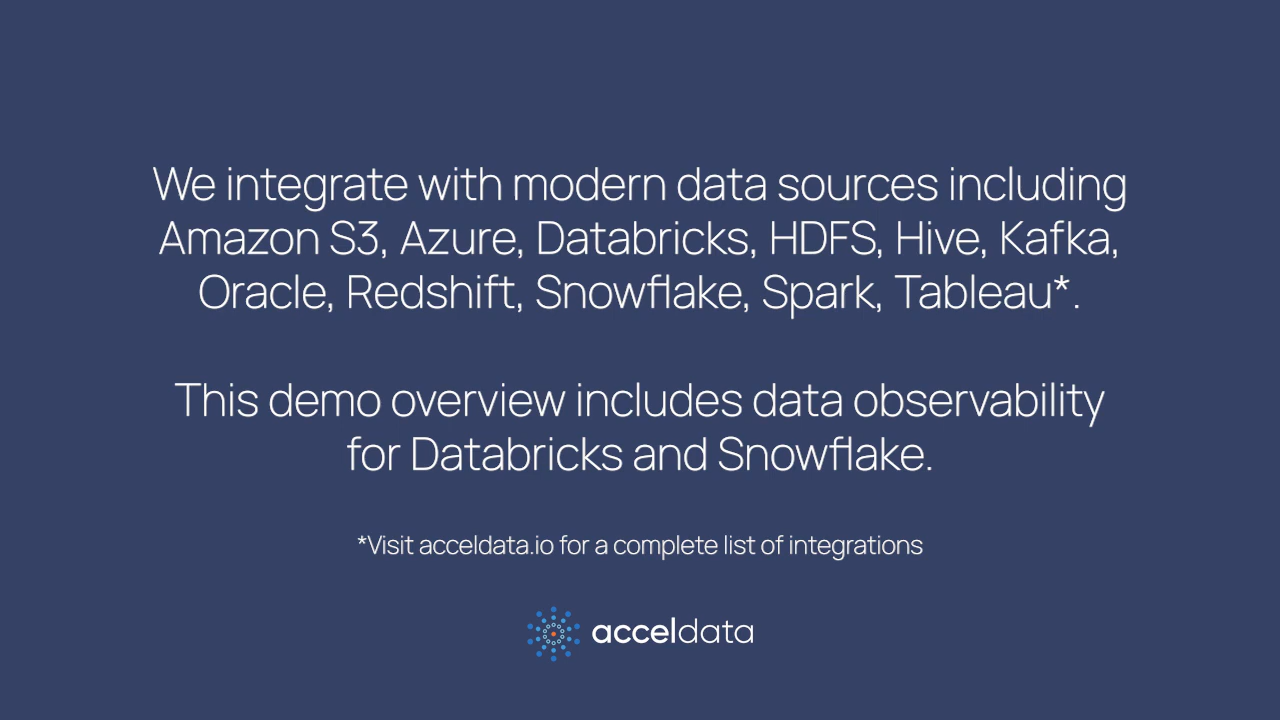 We integrate with modern data sources including
Amazon S3, Azure, Databricks, HDFS, Hive, Kafka,
Oracle, Redshift, Snowflake, Spark, Tableau*.
This demo overview includes data observability
for Databricks and Snowflake.
*Visit acceldata.io for a complete list of integrations
acceldata